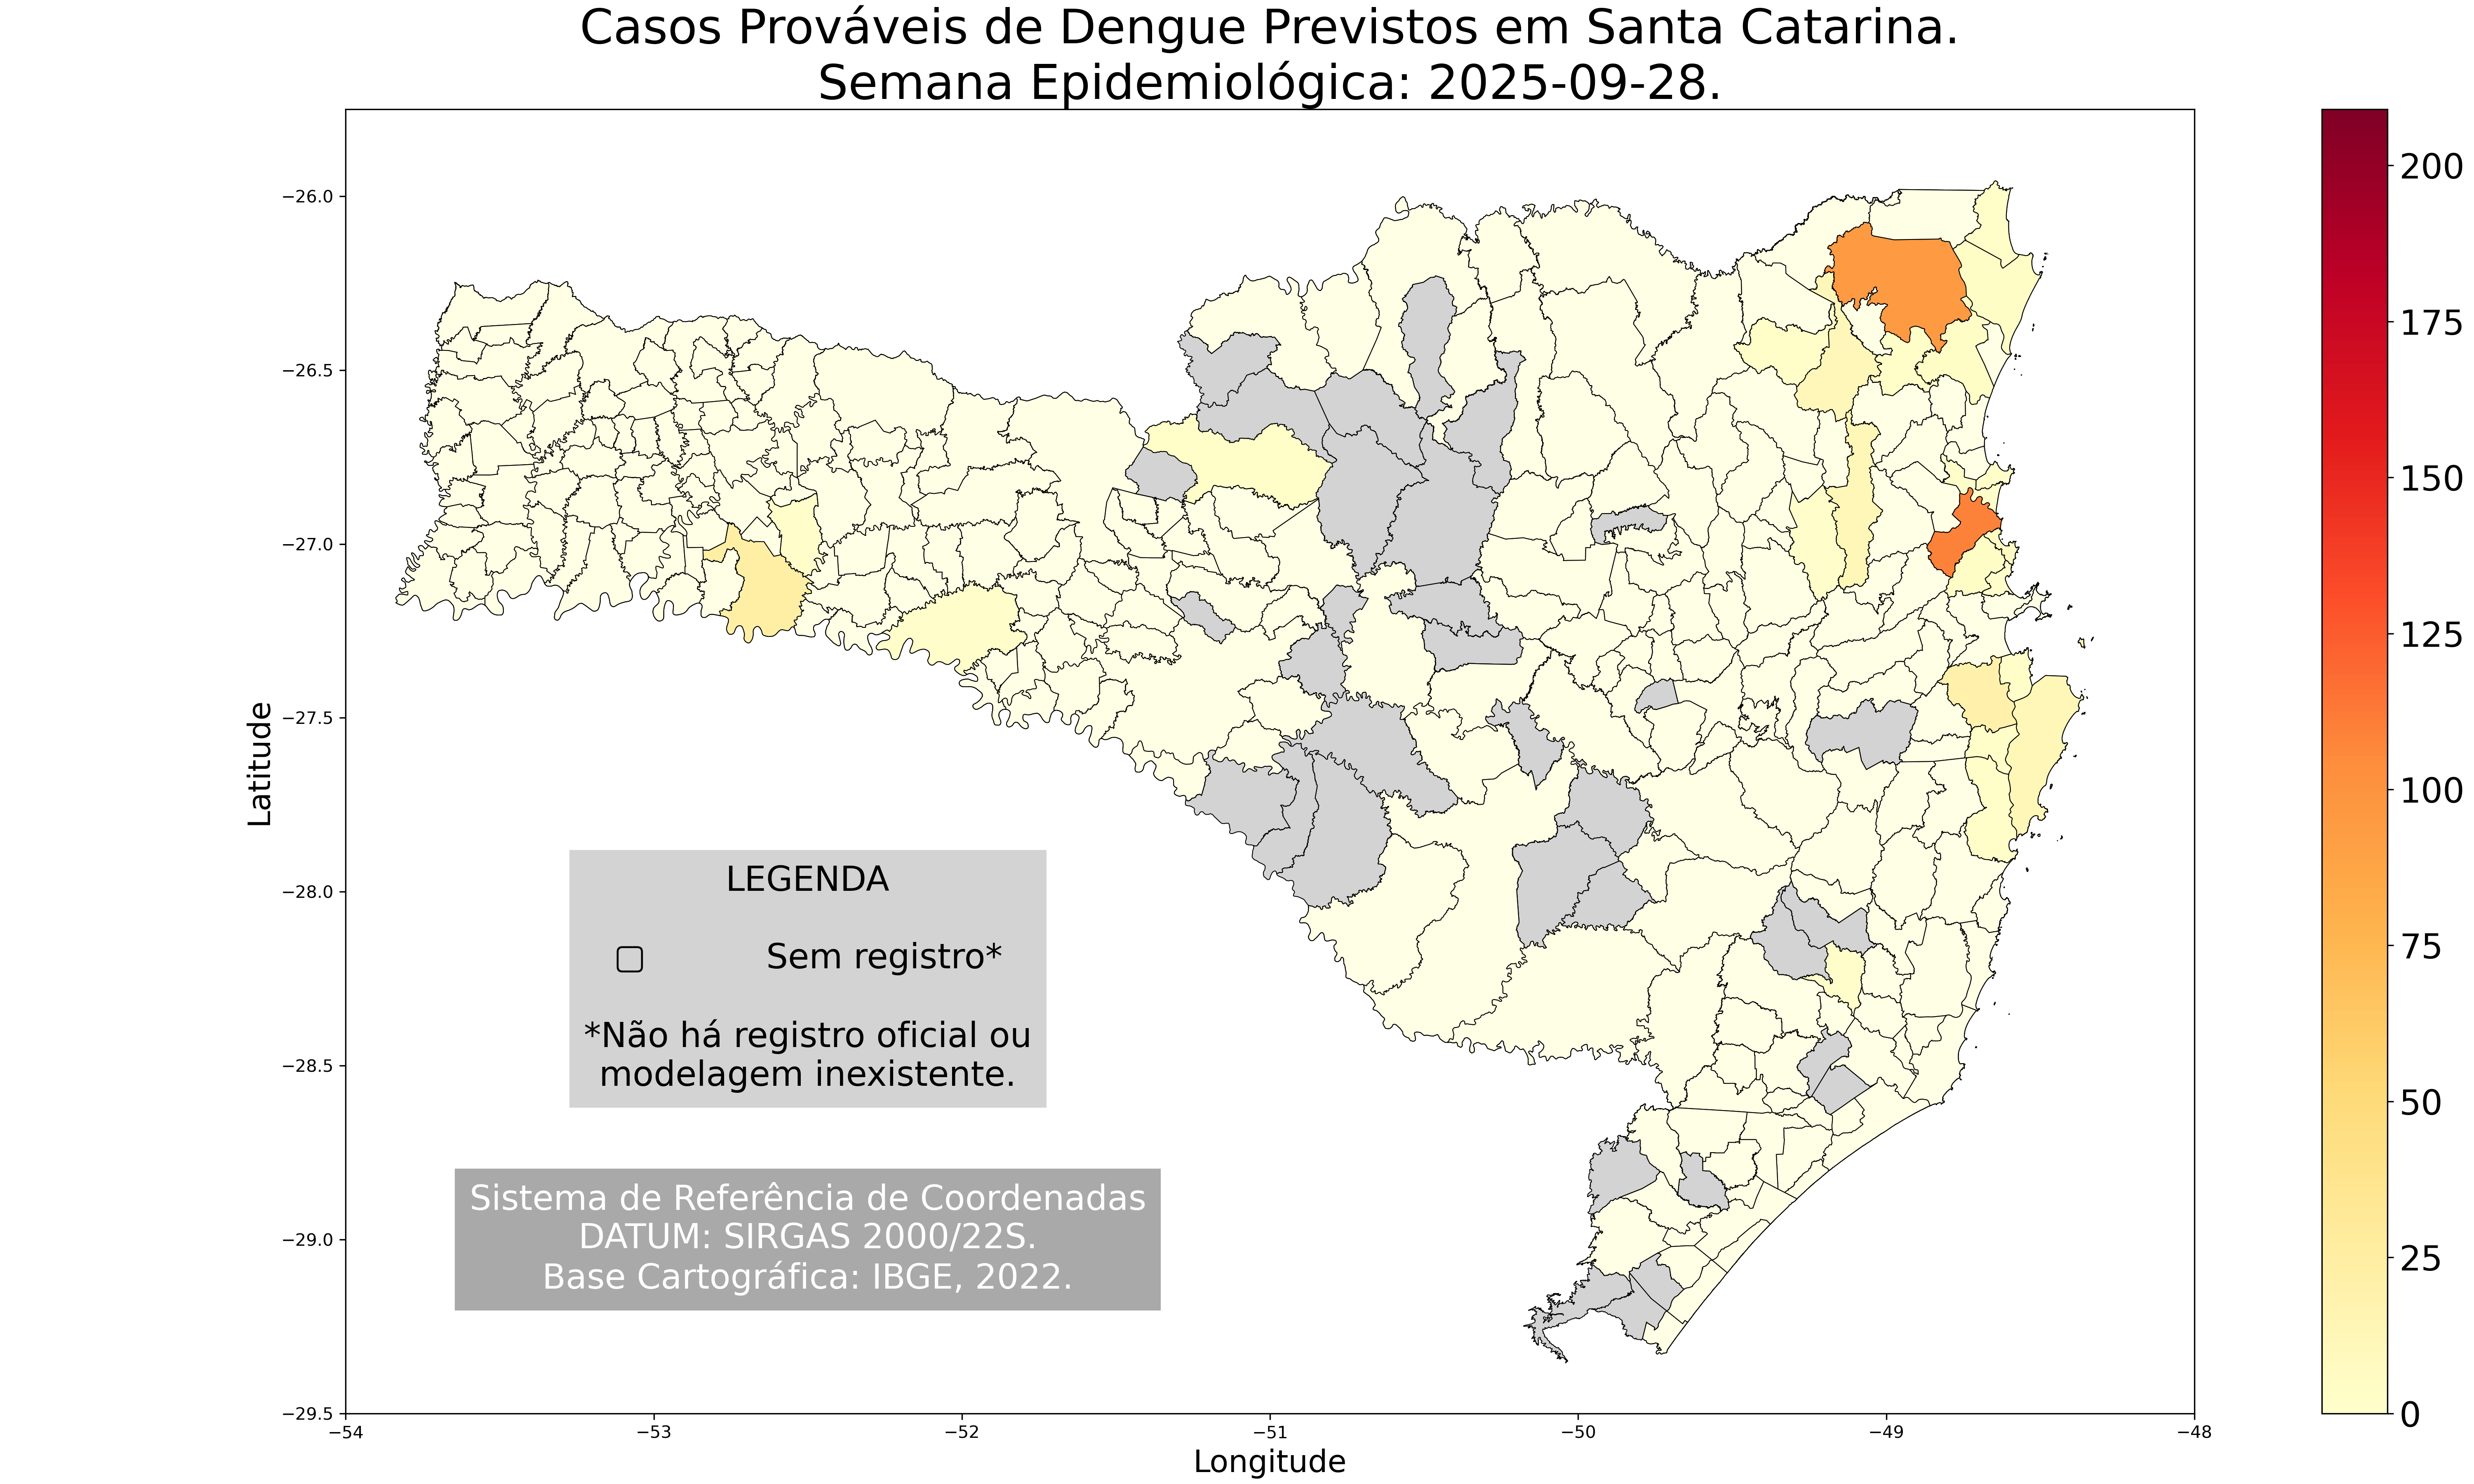 Casos Prováveis de Dengue Previstos em Santa Catarina.
Semana Epidemiológica: 2025-09-28.
200
175
150
125
100
75
50
25
0
−26.0
−26.5
−27.0
−27.5
−28.0
−28.5
−29.0
−29.5
Latitude
LEGENDA
Sem registro*
*Não há registro oficial ou
modelagem inexistente.
Sistema de Referência de Coordenadas
DATUM: SIRGAS 2000/22S.
Base Cartográfica: IBGE, 2022.
−54 −53 −52 −51 −50 −49 −48
Longitude